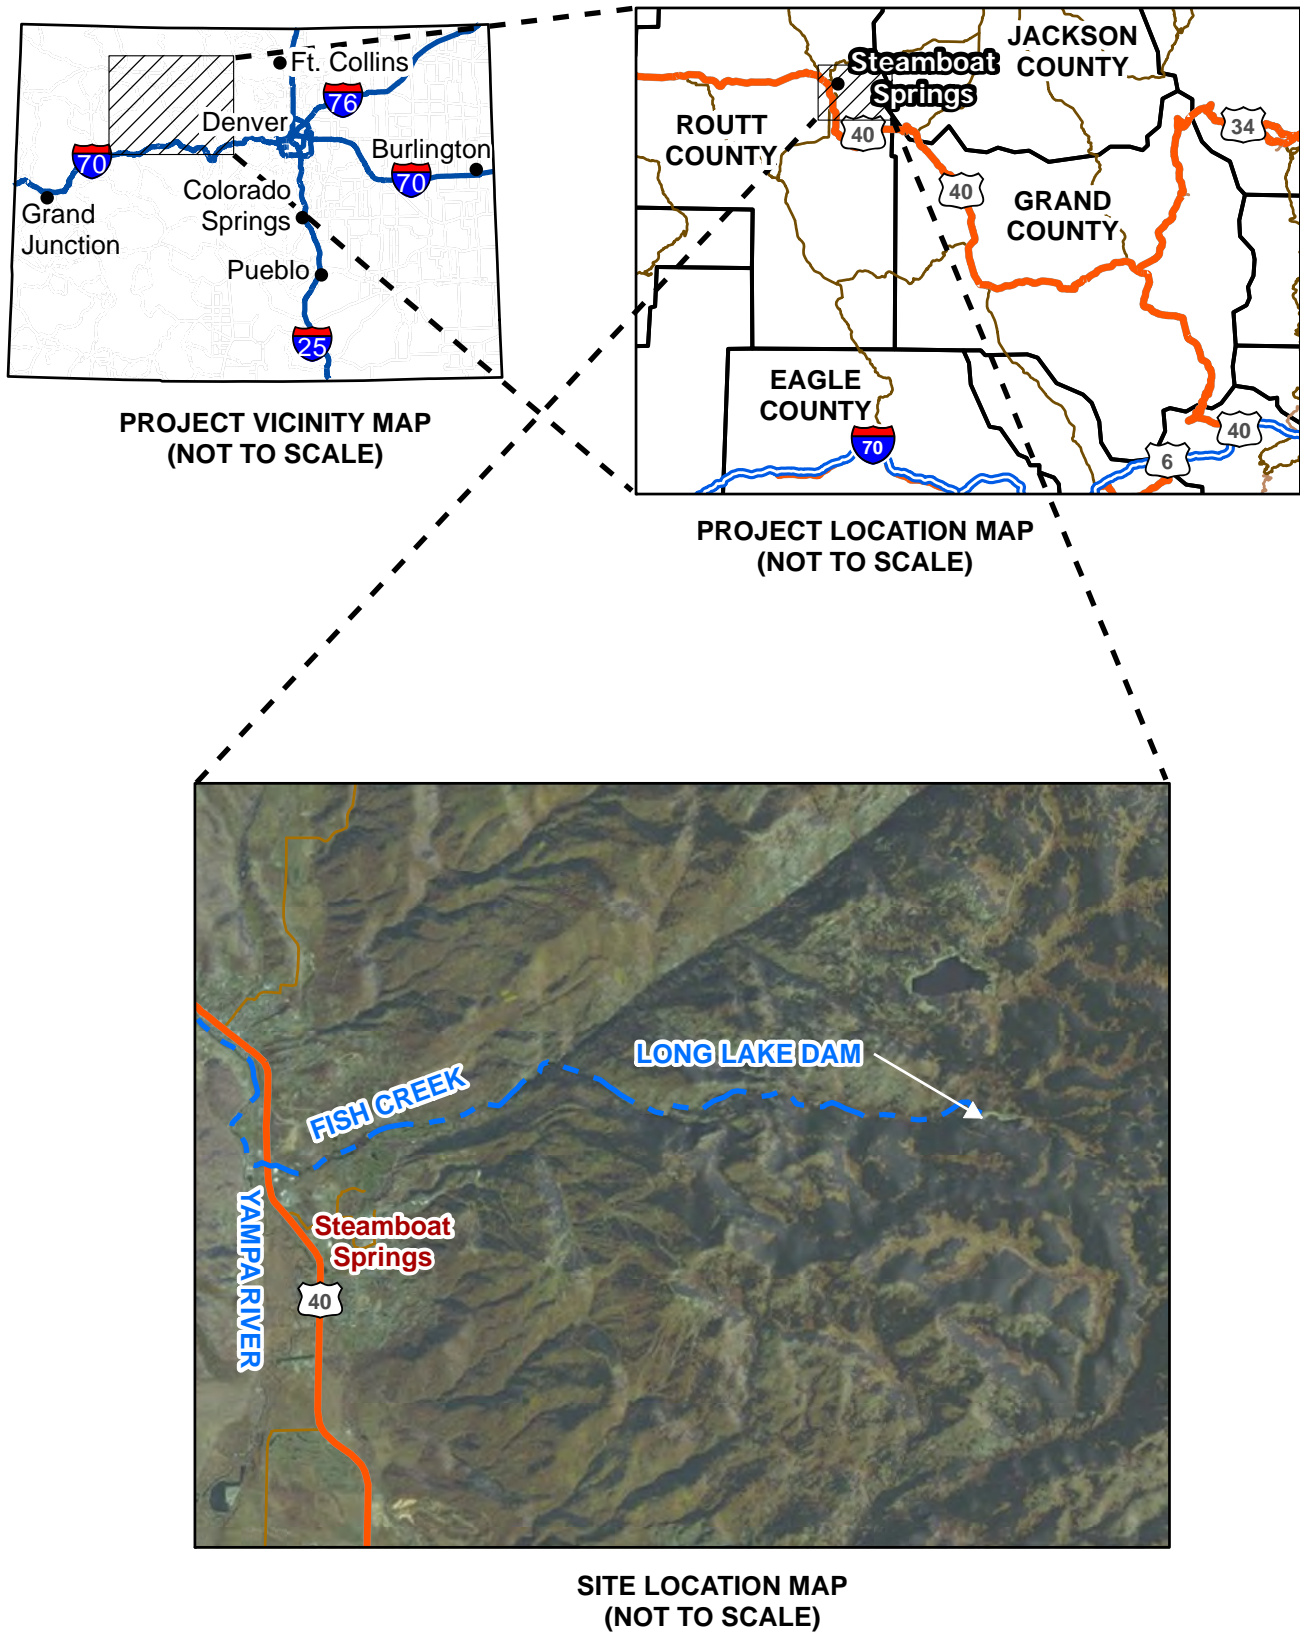 Ft. Collins
76
Denver
Burlington
70
70
Colorado
Springs
Grand
Junction
Pueblo
25
PROJECT VICINITY MAP
(NOT TO SCALE)
JACKSON
COUNTY
Steamboat
Springs
ROUTT
COUNTY
40
34
40
GRAND
COUNTY
EAGLE
COUNTY
70
40
6
PROJECT LOCATION MAP
(NOT TO SCALE)
LONG LAKE DAM
FISH CREEK
YAMPA RIVER
Steamboat
Springs
40
SITE LOCATION MAP
(NOT TO SCALE)